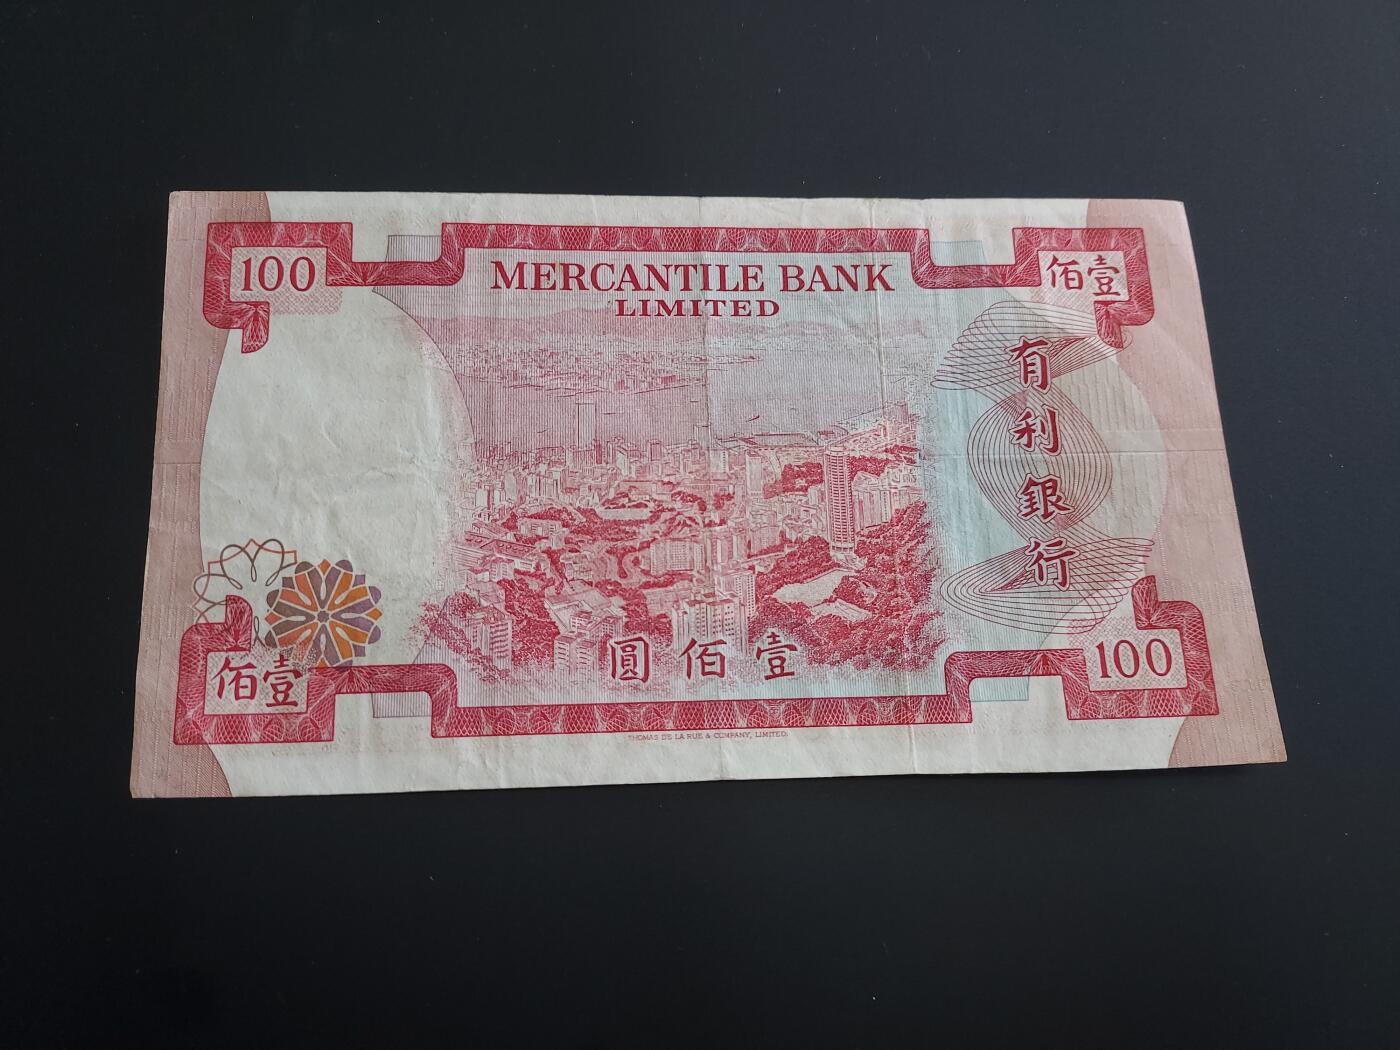 100
MERCANTILE BANK
LIMITED
佰壹
有利銀行
圓佰壹
佰壹
100
THOMAS DE LA RUE & COMPANY, LIMITED.